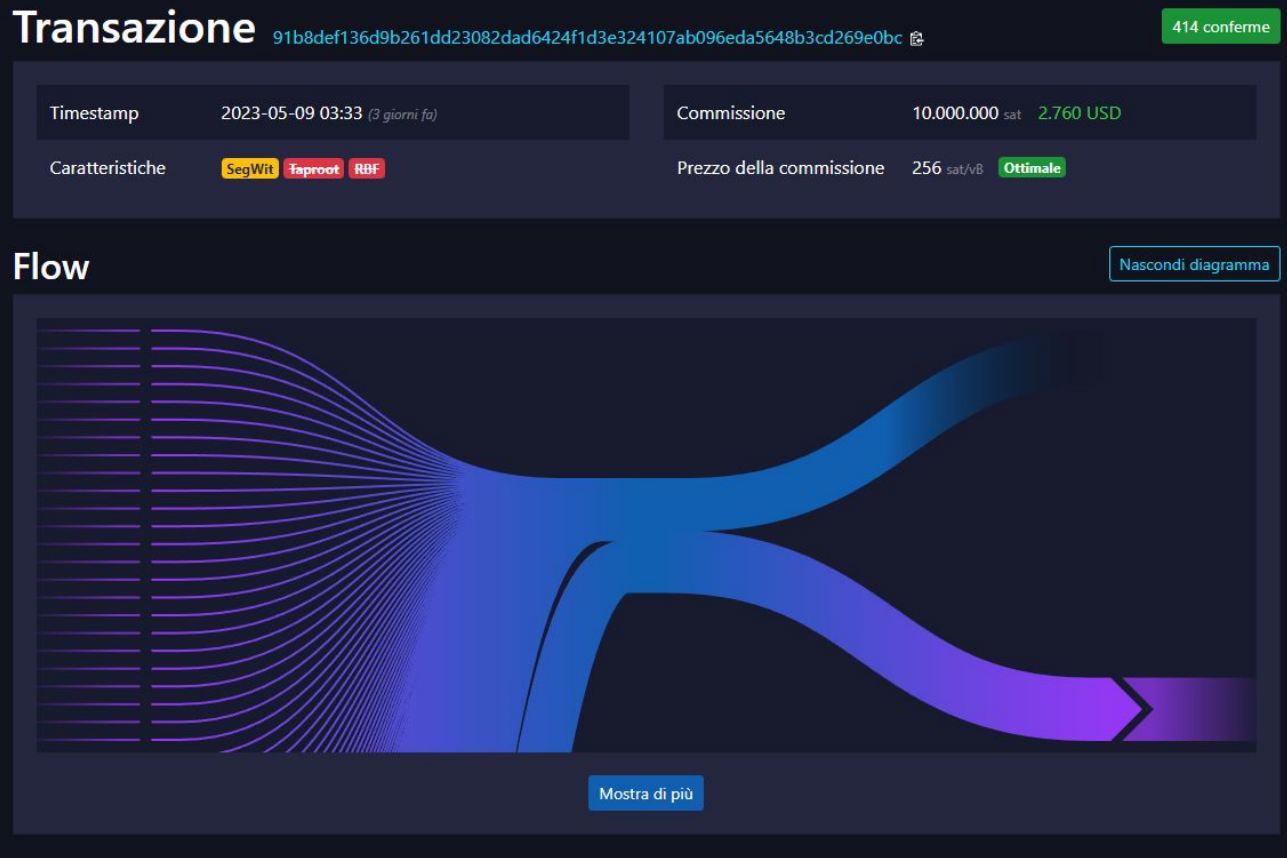 Transazione 91b8def136d9b261dd23082dad6424f1d3e324107ab096eda5648b3cd269e0bc 414 conferme
Timestamp 2023-05-09 03:33 (3 giorni fa)
Commissione 10.000.000 sat 2.760 USD
Caratteristiche SegWit Taproot RBF
Prezzo della commissione 256 sat/vB Ottimale
Flow
Nascondi diagramma
Mostra di più